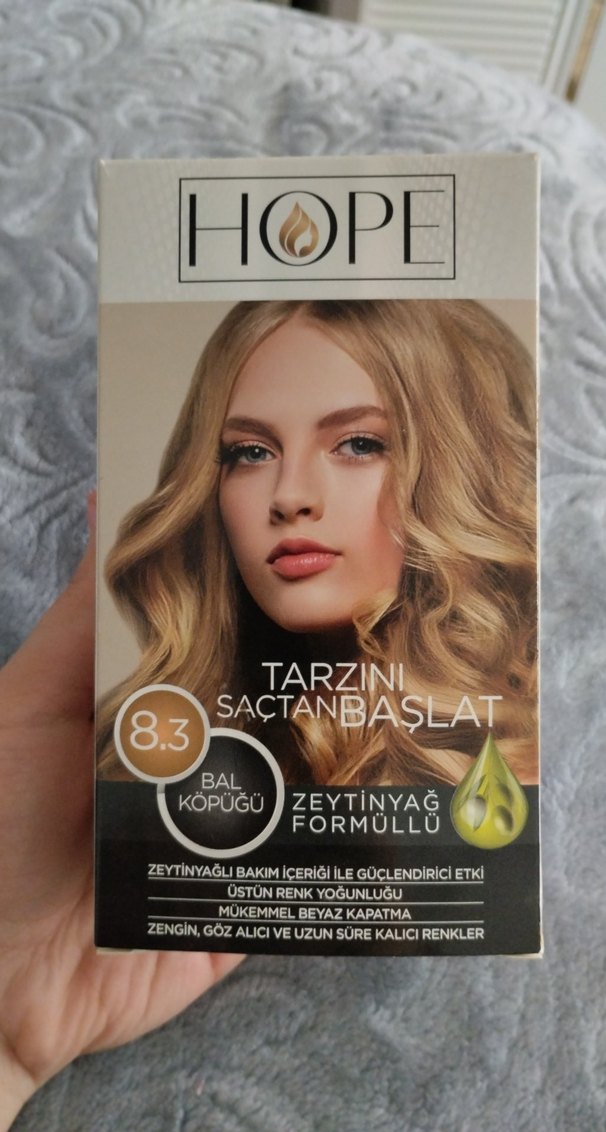 HOPE
TARZINI
SAÇTAN BAŞLAT
8.3
BAL
KÖPÜĞÜ
ZEYTİNYAĞ
FORMÜLLÜ
ZEYTİNYAĞLI BAKIM İÇERİĞİ İLE GÜÇLENDİRİCİ ETKİ
ÜSTÜN RENK YOĞUNLUĞU
MÜKEMMEL BEYAZ KAPATMA
ZENGİN, GÖZ ALICI VE UZUN SÜRE KALICI RENKLER